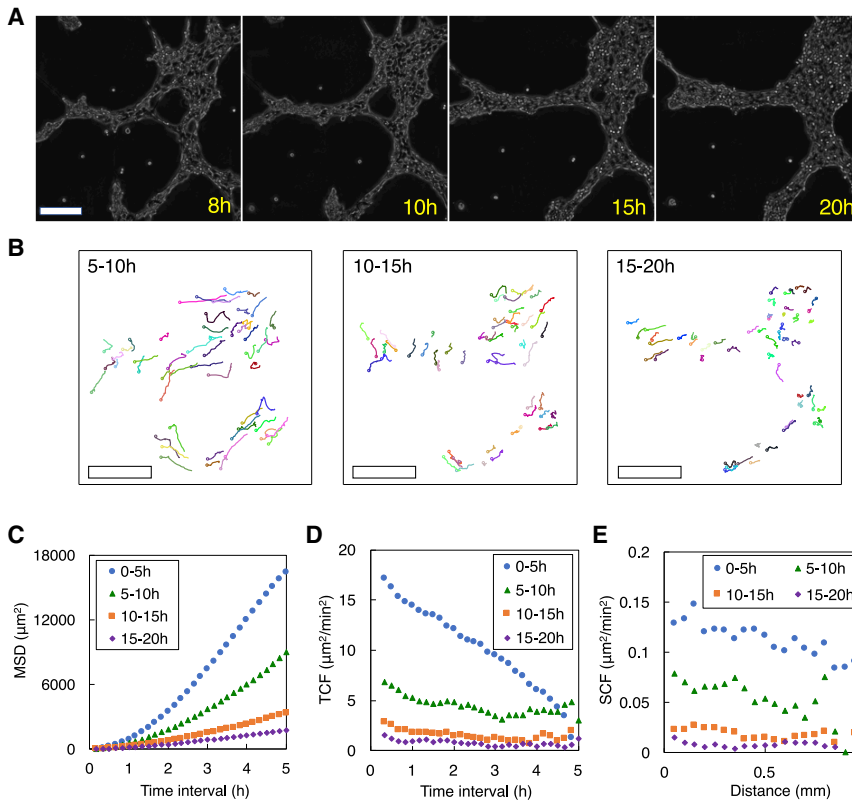 A
8h
10h
15h
20h
B
5-10h
10-15h
15-20h
C
18000
12000
6000
0
MSD (µm²)
0-5h
5-10h
10-15h
15-20h
0
1
2
3
4
5
Time interval (h)
D
20
15
10
5
0
TCF (µm²/min²)
0-5h
5-10h
10-15h
15-20h
0
1
2
3
4
5
Time interval (h)
E
0.2
0.15
0.1
0.05
0
SCF (µm²/min²)
0-5h
5-10h
10-15h
15-20h
0.5
Distance (mm)